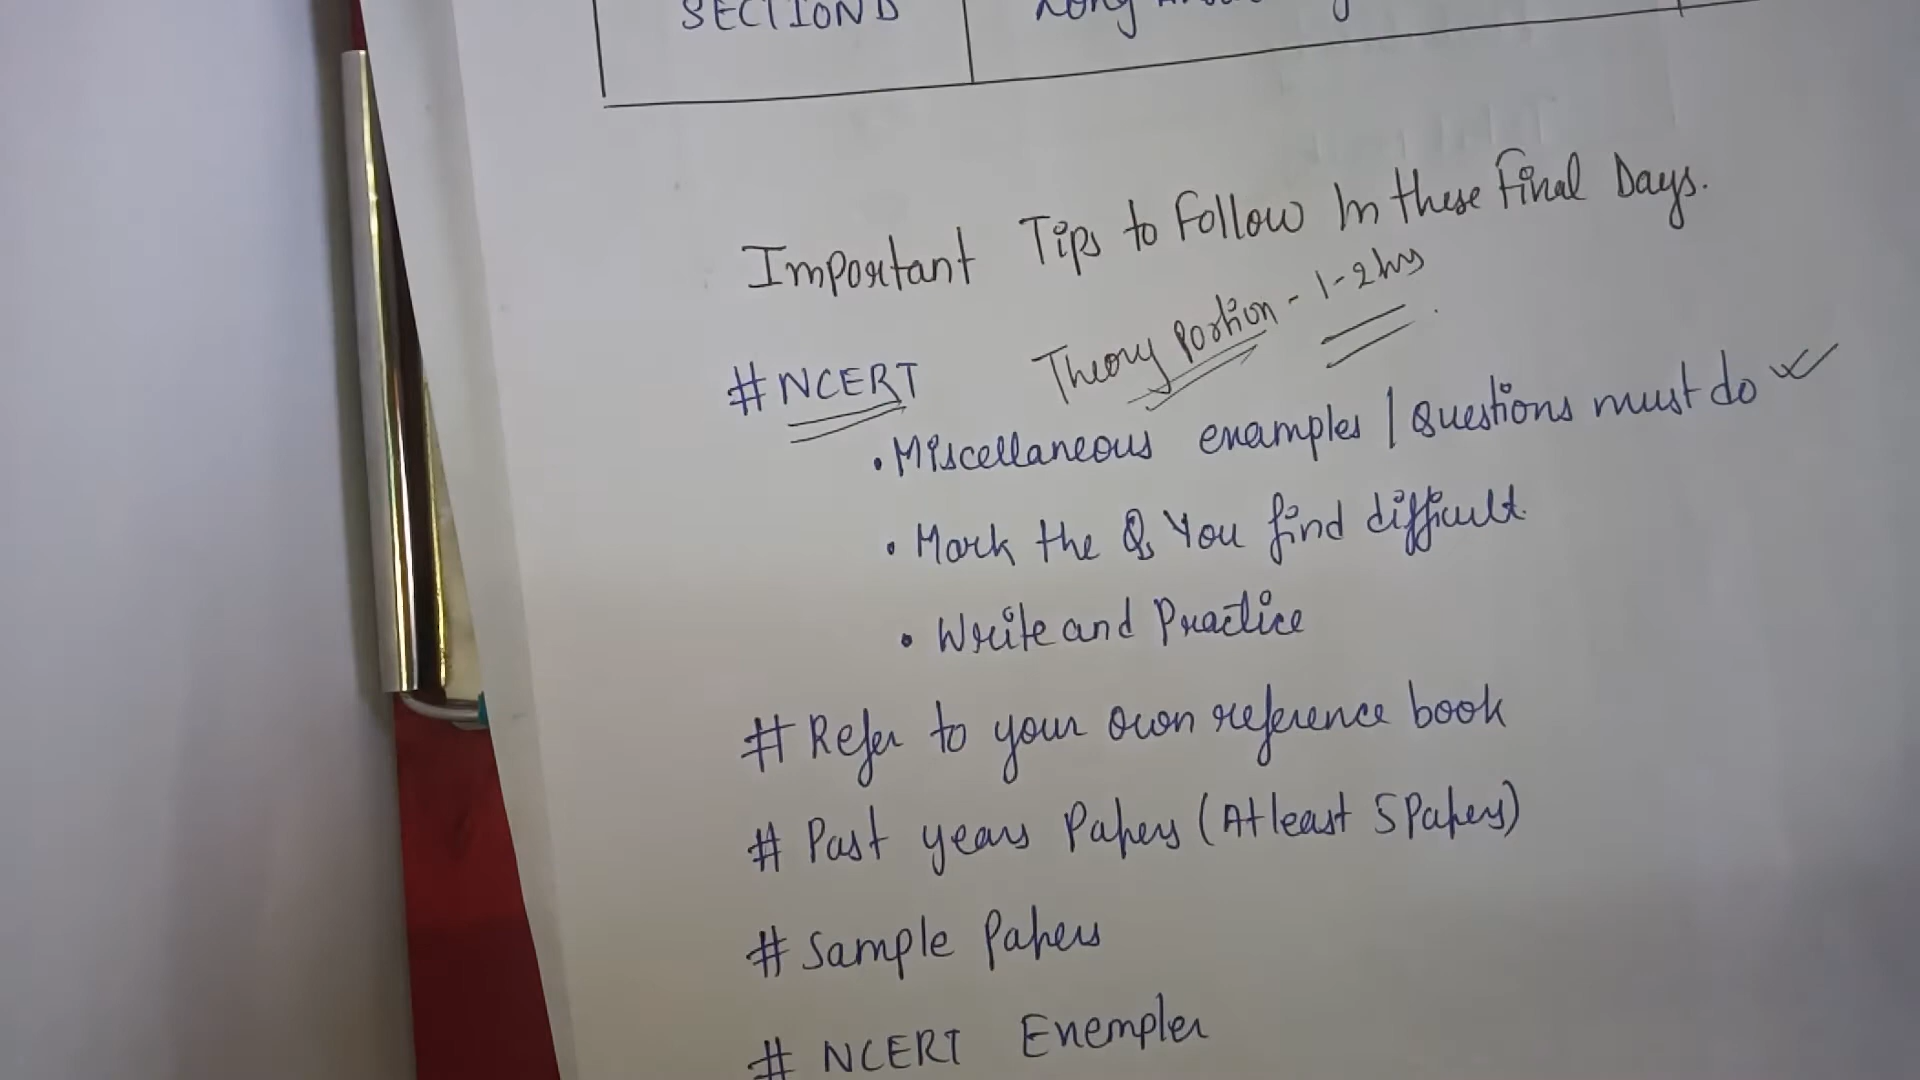 SECTION D
Important Tips to Follow In these Final Days.
Theory Portion - 1-2 hrs
# NCERT
• Miscellaneous examples / Questions must do
• Mark the Qs You find difficult
• Write and Practice
# Refer to your own reference book
# Past years Papers (At least 5 Papers)
# Sample Papers
# NCERT Exempler